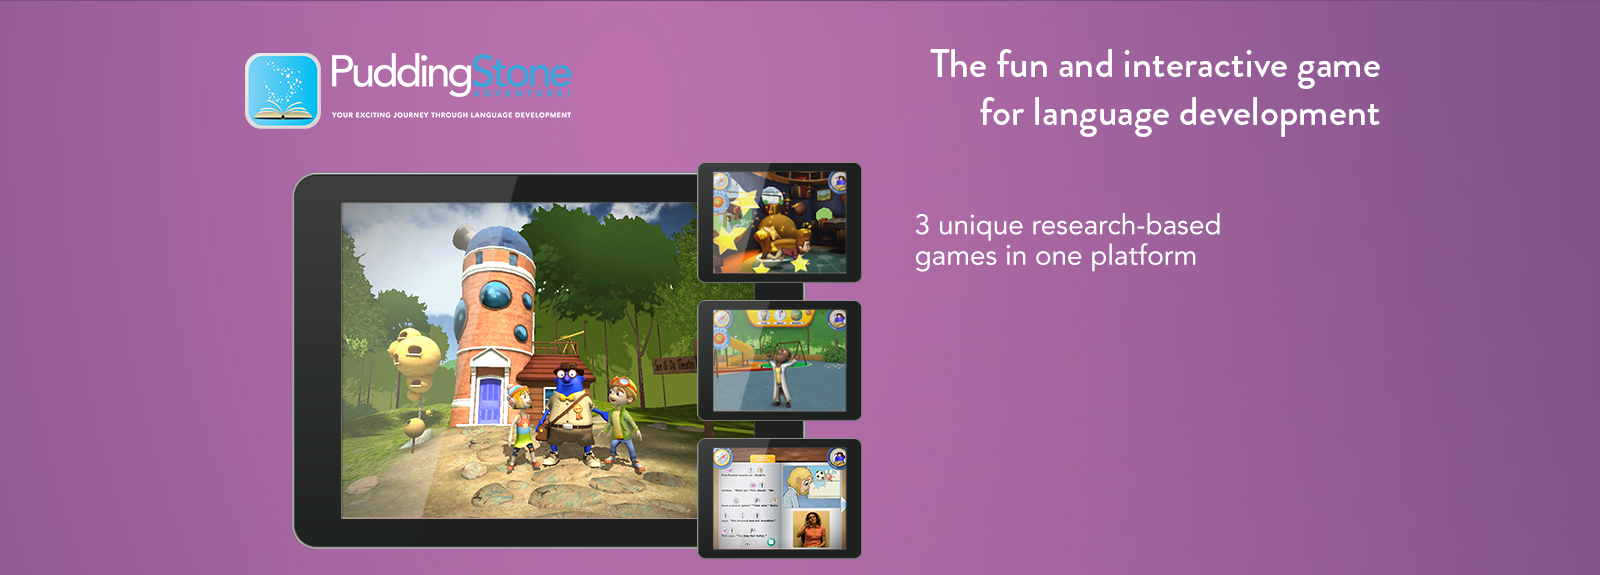 PuddingStone
ADVENTURE!
YOUR EXCITING JOURNEY THROUGH LANGUAGE DEVELOPMENT
The fun and interactive game
for language development
3 unique research-based
games in one platform